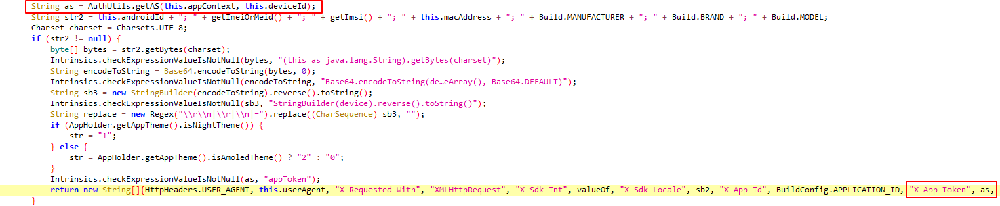 String as = AuthUtils.getAS(this.appContext, this.deviceId);
String str2 = this.androidId + "; " + getImeiOrMeid() + "; " + getImsi() + "; " + this.macAddress + "; " + Build.MANUFACTURER + "; " + Build.BRAND + "; " + Build.MODEL;
Charset charset = Charsets.UTF_8;
if (str2 != null) {
byte[] bytes = str2.getBytes(charset);
Intrinsics.checkExpressionValueIsNotNull(bytes, "(this as java.lang.String).getBytes(charset)");
String encodeToString = Base64.encodeToString(bytes, 0);
Intrinsics.checkExpressionValueIsNotNull(encodeToString, "Base64.encodeToString(de…eArray(), Base64.DEFAULT)");
String sb3 = new StringBuilder(encodeToString).reverse().toString();
Intrinsics.checkExpressionValueIsNotNull(sb3, "StringBuilder(device).reverse().toString()");
String replace = new Regex("\\r\\n|\\r|\\n|=").replace((CharSequence) sb3, "");
if (AppHolder.getAppTheme().isNightTheme()) {
str = "1";
} else {
str = AppHolder.getAppTheme().isAmoledTheme() ? "2" : "0";
}
Intrinsics.checkExpressionValueIsNotNull(as, "appToken");
return new String[]{HttpHeaders.USER_AGENT, this.userAgent, "X-Requested-With", "XMLHttpRequest", "X-Sdk-Int", valueOf, "X-Sdk-Locale", sb2, "X-App-Id", BuildConfig.APPLICATION_ID, "X-App-Token", as,
}